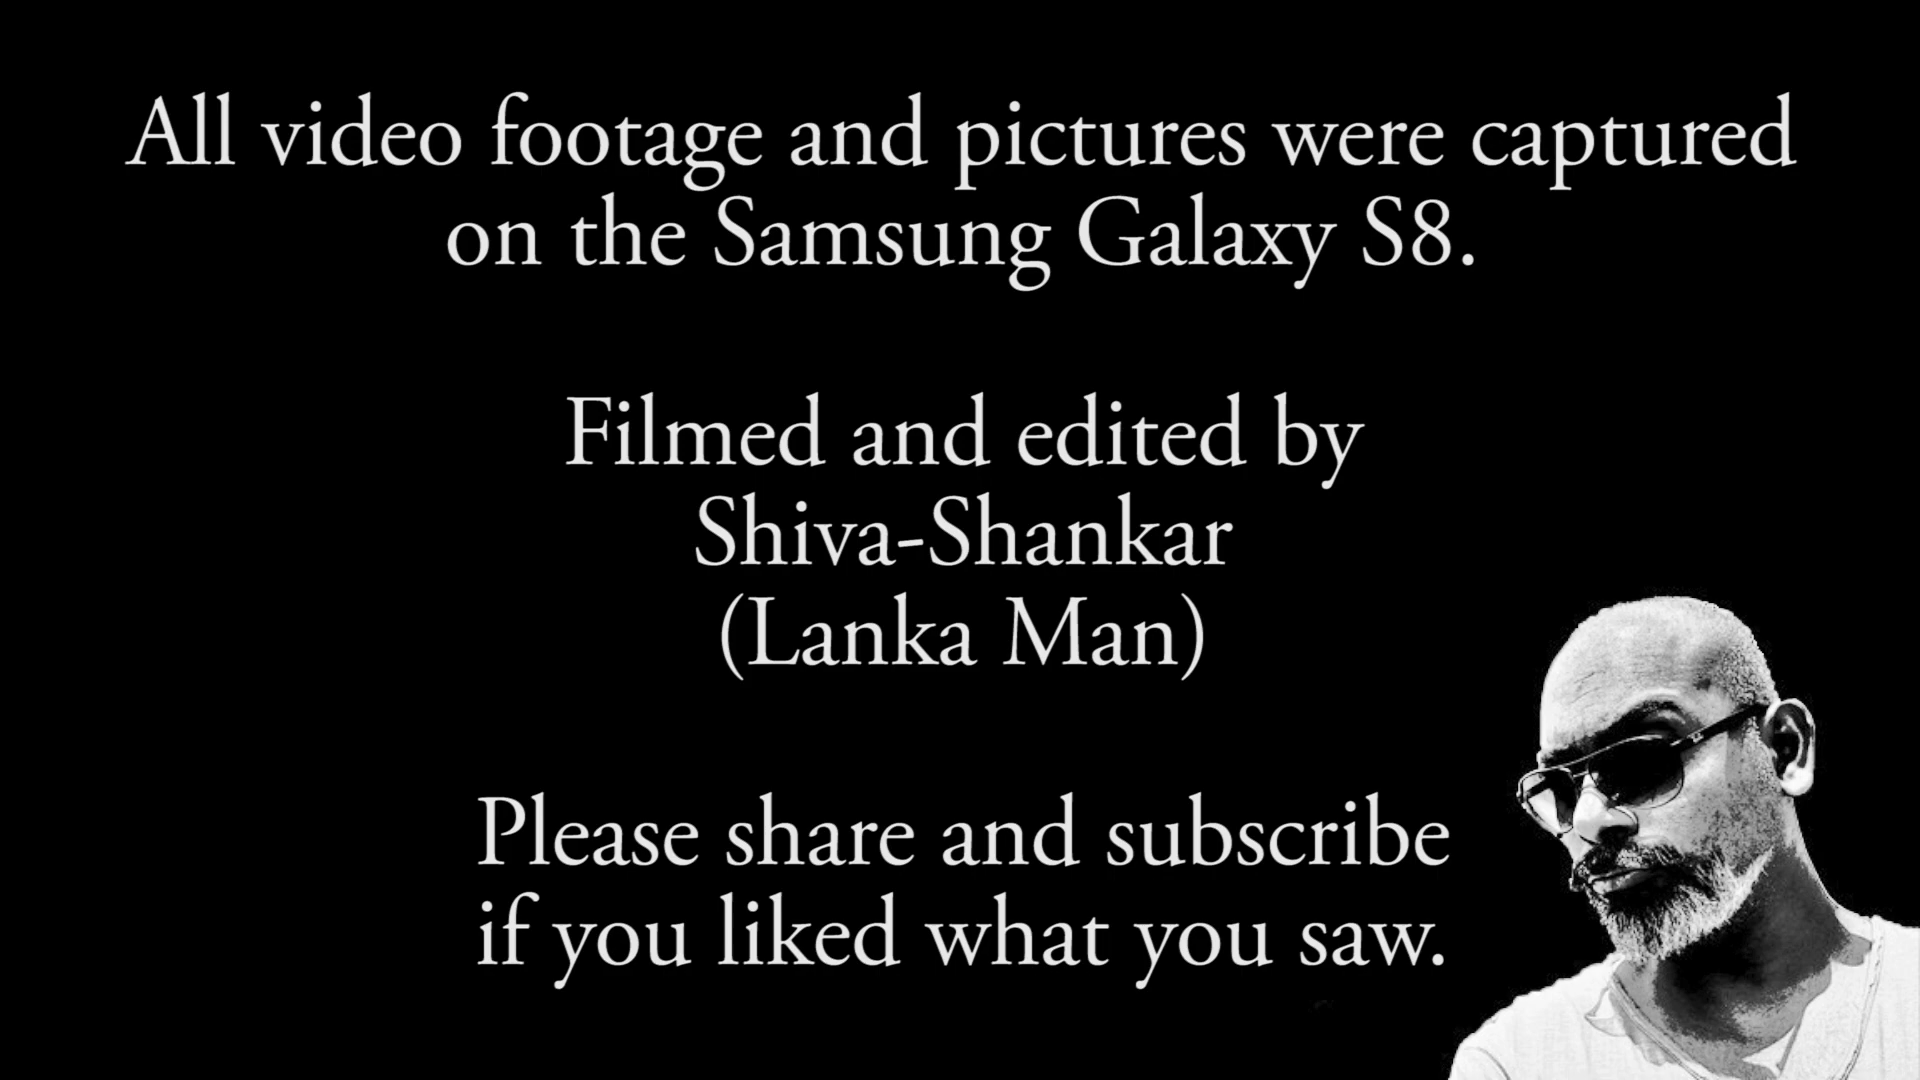 All video footage and pictures were captured
on the Samsung Galaxy S8.
Filmed and edited by
Shiva-Shankar
(Lanka Man)
Please share and subscribe
if you liked what you saw.